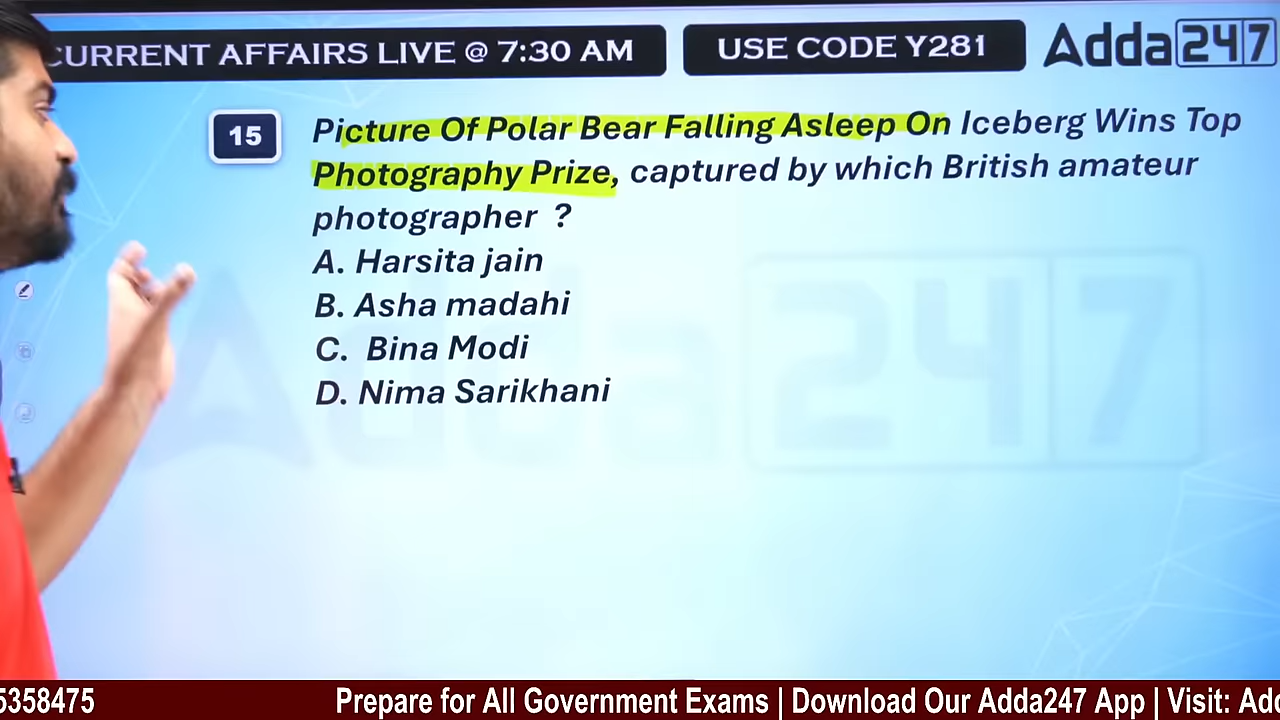 CURRENT AFFAIRS LIVE @ 7:30 AM
USE CODE Y281
Adda247
15
Picture Of Polar Bear Falling Asleep On Iceberg Wins Top
Photography Prize, captured by which British amateur
photographer ?
A. Harsita jain
B. Asha madahi
C. Bina Modi
D. Nima Sarikhani
Adda247
5358475
Prepare for All Government Exams | Download Our Adda247 App | Visit: